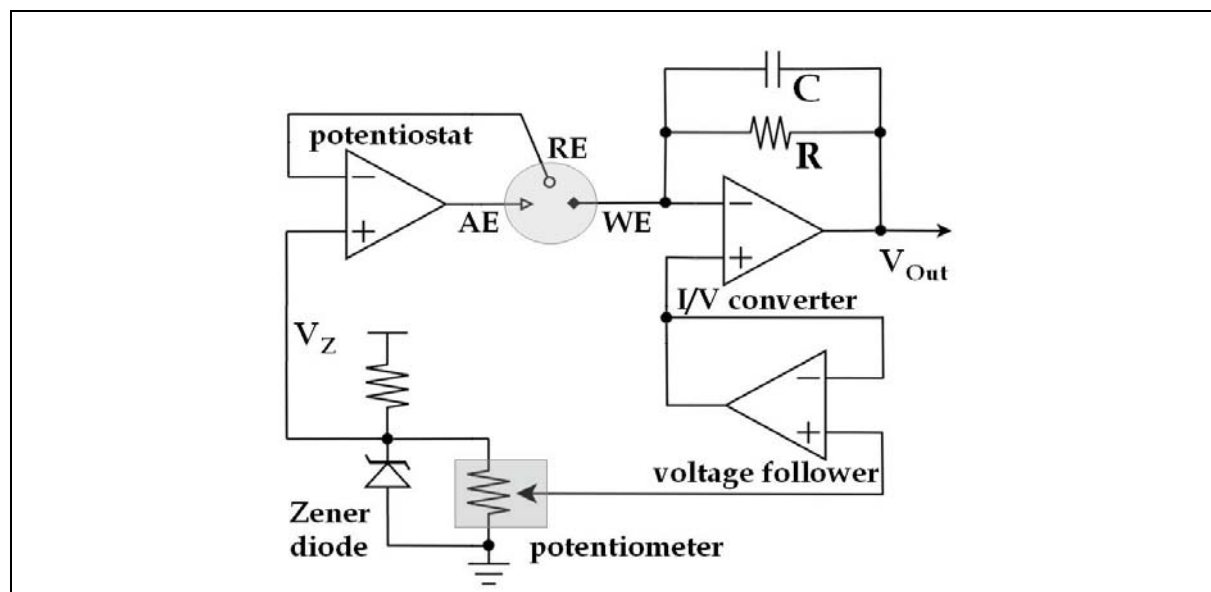 C
potentiostat
RE
R
−
−
AE
WE
+
+
V_Out
I/V converter
V_Z
−
+
voltage follower
Zener
diode
potentiometer